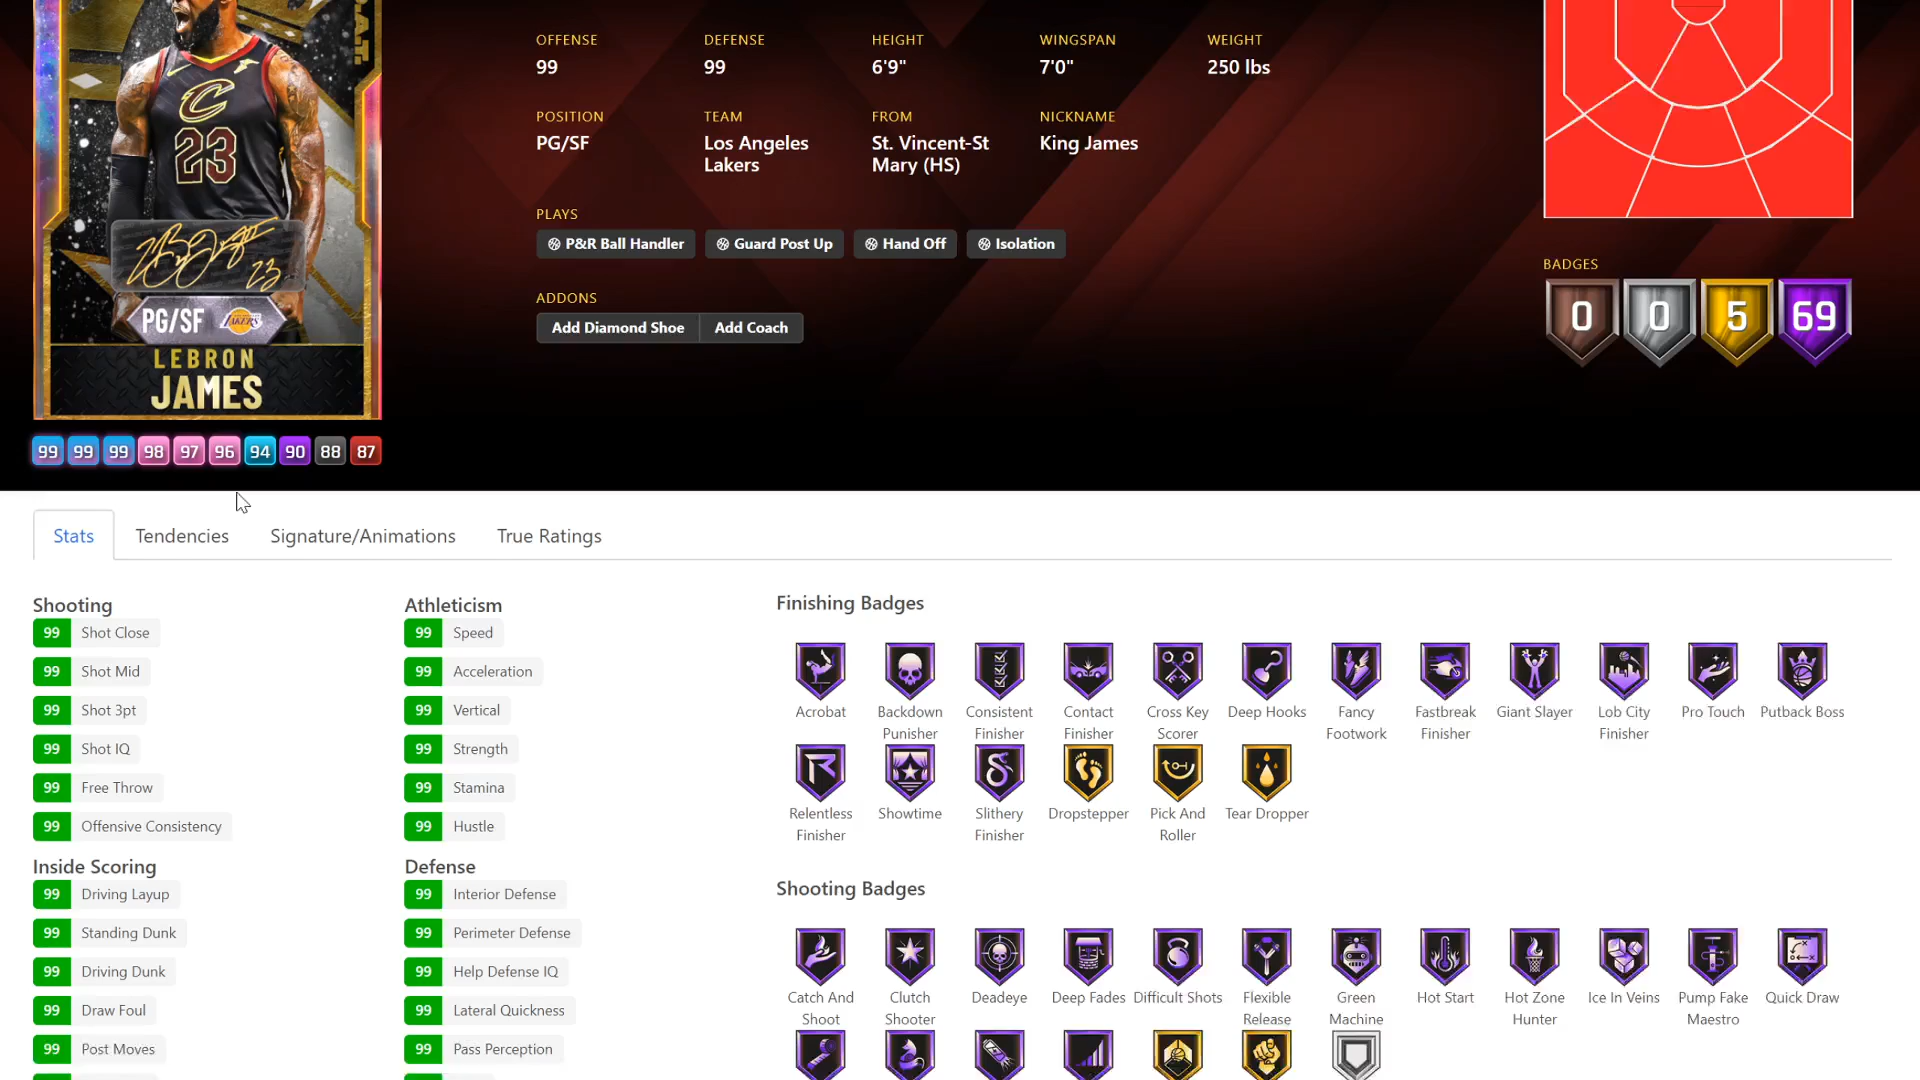 OFFENSE
99
DEFENSE
99
HEIGHT
6'9"
WINGSPAN
7'0"
WEIGHT
250 lbs
POSITION
PG/SF
TEAM
Los Angeles
Lakers
FROM
St. Vincent-St
Mary (HS)
NICKNAME
King James
PLAYS
P&R Ball Handler
Guard Post Up
Hand Off
Isolation
ADDONS
Add Diamond Shoe
Add Coach
BADGES
0 0 5 69
C
23
23
PG/SF
LAKERS
LEBRON
JAMES
99 99 99 98 97 96 94 90 88 87
Stats
Tendencies
Signature/Animations
True Ratings
Shooting
99 Shot Close
99 Shot Mid
99 Shot 3pt
99 Shot IQ
99 Free Throw
99 Offensive Consistency
Inside Scoring
99 Driving Layup
99 Standing Dunk
99 Driving Dunk
99 Draw Foul
99 Post Moves
Athleticism
99 Speed
99 Acceleration
99 Vertical
99 Strength
99 Stamina
99 Hustle
Defense
99 Interior Defense
99 Perimeter Defense
99 Help Defense IQ
99 Lateral Quickness
99 Pass Perception
Finishing Badges
Acrobat
Backdown
Punisher
Consistent
Finisher
Contact
Finisher
Cross Key
Scorer
Deep Hooks
Fancy
Footwork
Fastbreak
Finisher
Giant Slayer
Lob City
Finisher
Pro Touch
Putback Boss
Relentless
Finisher
Showtime
Slithery
Finisher
Dropstepper
Pick And
Roller
Tear Dropper
Shooting Badges
Catch And
Shoot
Clutch
Shooter
Deadeye
Deep Fades
Difficult Shots
Flexible
Release
Green
Machine
Hot Start
Hot Zone
Hunter
Ice In Veins
Pump Fake
Maestro
Quick Draw